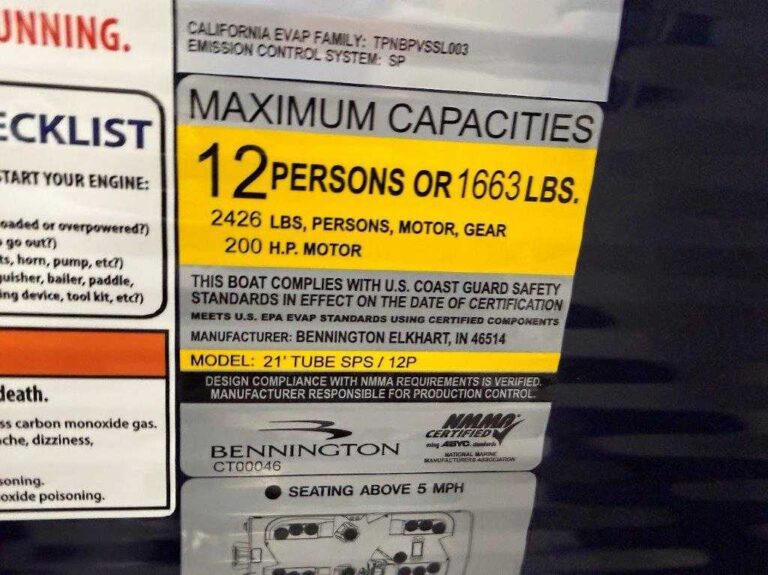 UNNING.
ECKLIST
START YOUR ENGINE:
oaded or overpowered?)
go out?)
ts, horn, pump, etc?)
guisher, bailer, paddle,
ing device, tool kit, etc?)
death.
ss carbon monoxide gas.
che, dizziness,
soning.
oxide poisoning.
CALIFORNIA EVAP FAMILY: TPNBPVSSL003
EMISSION CONTROL SYSTEM: SP
MAXIMUM CAPACITIES
12 PERSONS OR 1663 LBS.
2426 LBS, PERSONS, MOTOR, GEAR
200 H.P. MOTOR
THIS BOAT COMPLIES WITH U.S. COAST GUARD SAFETY
STANDARDS IN EFFECT ON THE DATE OF CERTIFICATION
MEETS U.S. EPA EVAP STANDARDS USING CERTIFIED COMPONENTS
MANUFACTURER: BENNINGTON ELKHART, IN 46514
MODEL: 21' TUBE SPS / 12P
DESIGN COMPLIANCE WITH NMMA REQUIREMENTS IS VERIFIED.
MANUFACTURER RESPONSIBLE FOR PRODUCTION CONTROL.
BENNINGTON
CT00046
NMMA
CERTIFIED
using ABYC standards
NATIONAL MARINE
MANUFACTURERS ASSOCIATION
SEATING ABOVE 5 MPH